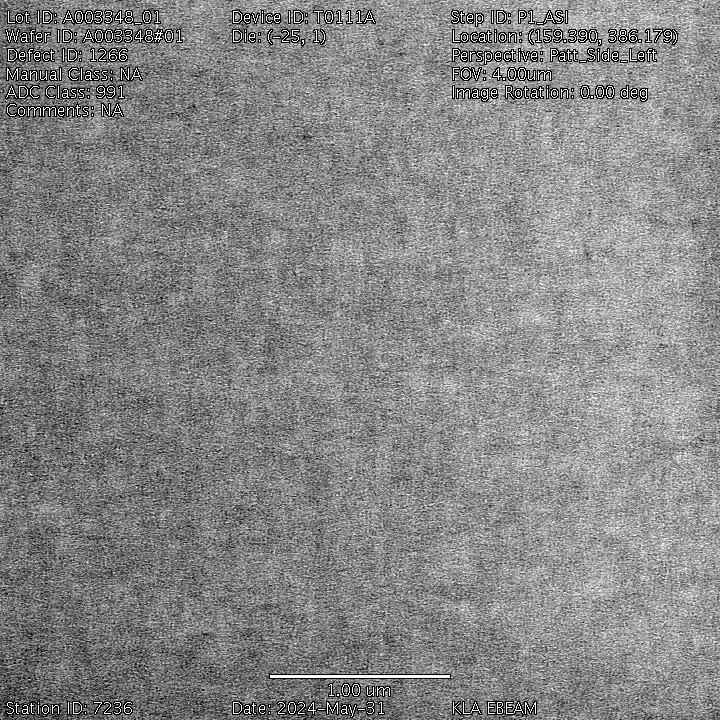 Lot ID: A003348_01 Device ID: T0111A Step ID: P1_ASI
Wafer ID: A003348#01 Die: (-25, 1) Location: (159.390, 386.179)
Defect ID: 1266 Perspective: Patt_Side_Left
Manual Class: NA FOV: 4.00um
ADC Class: 991 Image Rotation: 0.00 deg
Comments: NA
1.00 um
Station ID: 7236 Date: 2024-May-31 KLA EBEAM